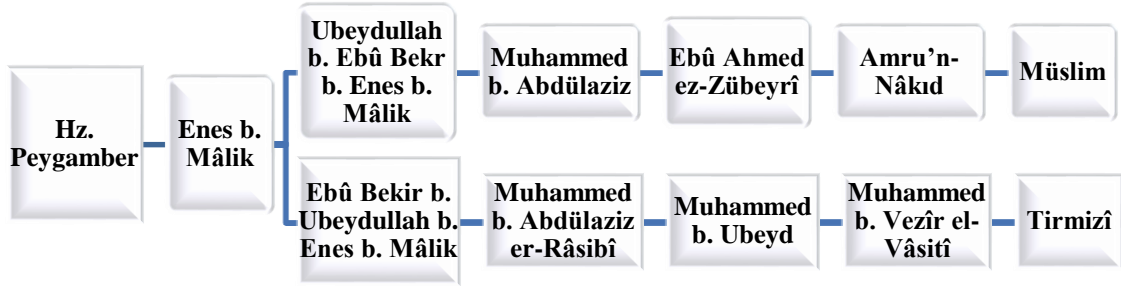 Hz.
Peygamber
Enes b.
Mâlik
Ubeydullah
b. Ebû Bekr
b. Enes b.
Mâlik
Muhammed
b. Abdülaziz
Ebû Ahmed
ez-Zübeyrî
Amru’n-
Nâkıd
Müslim
Ebû Bekir b.
Ubeydullah b.
Enes b. Mâlik
Muhammed
b. Abdülaziz
er-Râsibî
Muhammed
b. Ubeyd
Muhammed
b. Vezîr el-
Vâsitî
Tirmizî